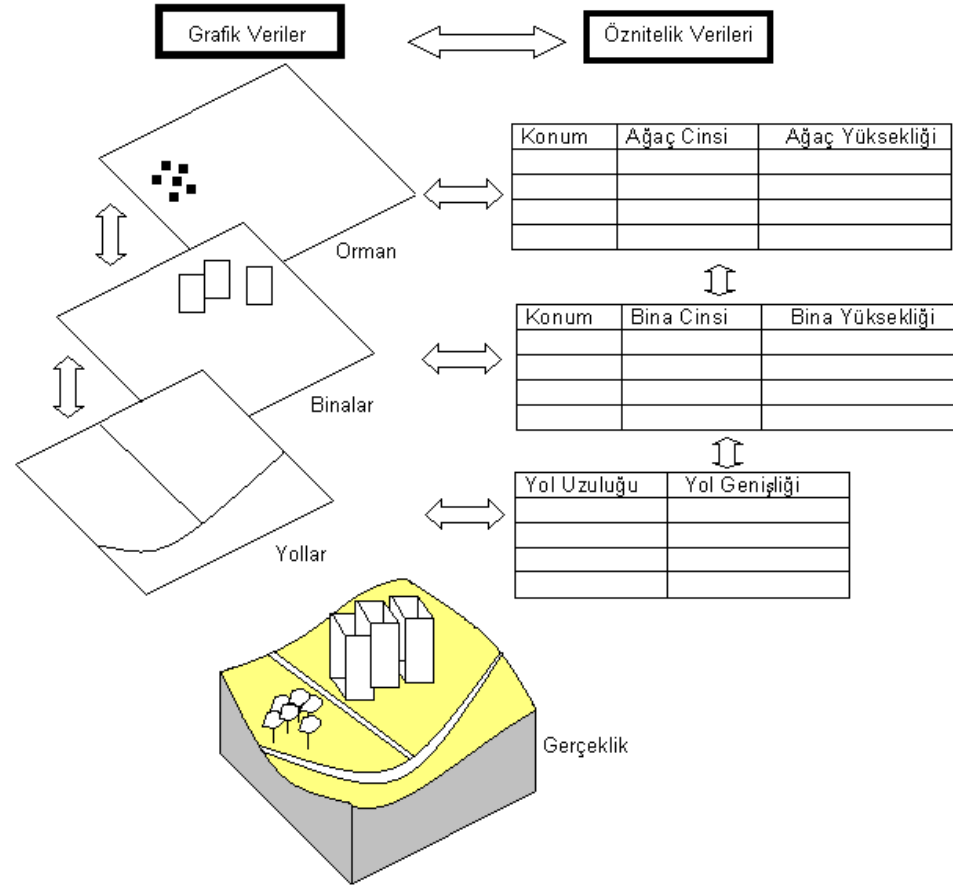 Grafik Veriler
Öznitelik Verileri
Konum Ağaç Cinsi Ağaç Yüksekliği
Orman
Konum Bina Cinsi Bina Yüksekliği
Binalar
Yol Uzuluğu Yol Genişliği
Yollar
Gerçeklik